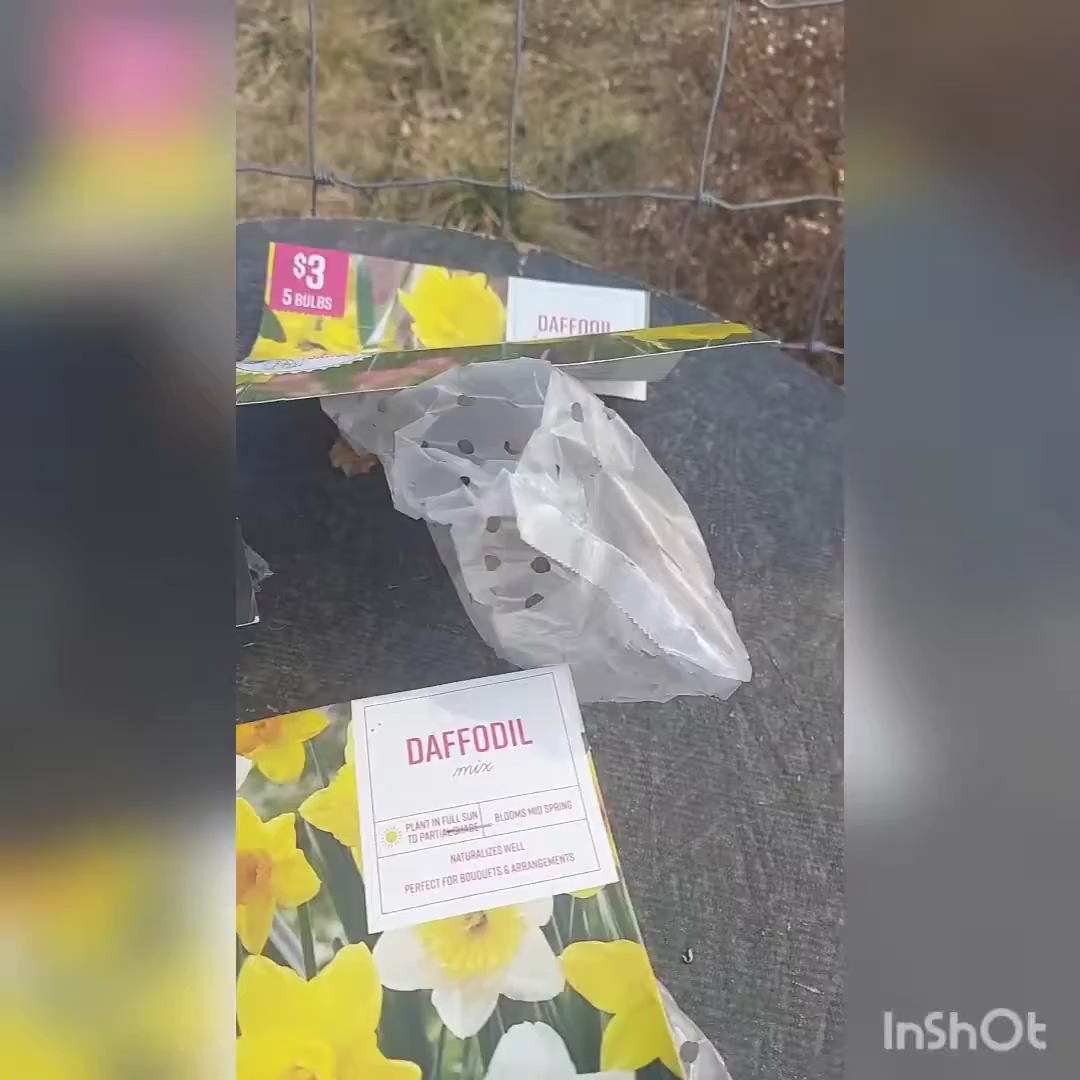 $3
5 BULBS
DAFFODIL
DAFFODIL
mix
PLANT IN FULL SUN
TO PARTIAL SHADE
BLOOMS MID SPRING
NATURALIZES WELL
PERFECT FOR BOUQUETS & ARRANGEMENTS
InShOt